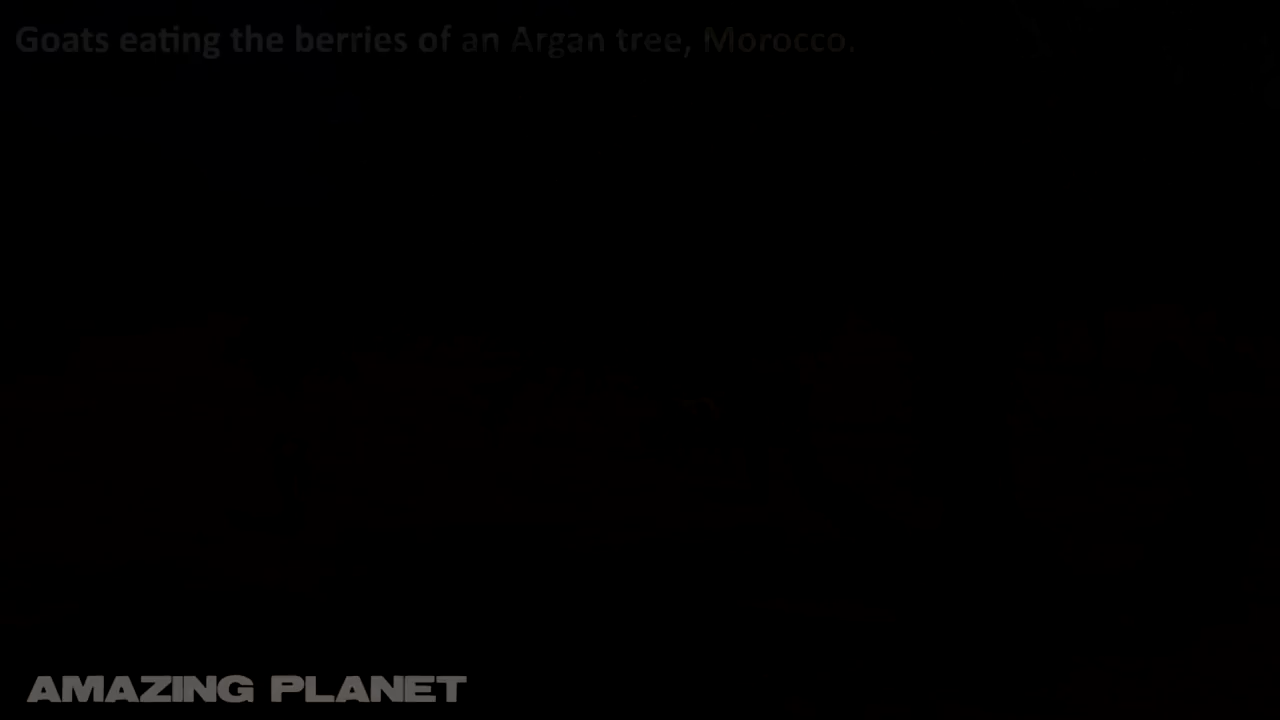 Goats eating the berries of an Argan tree, Morocco.
AMAZING PLANET